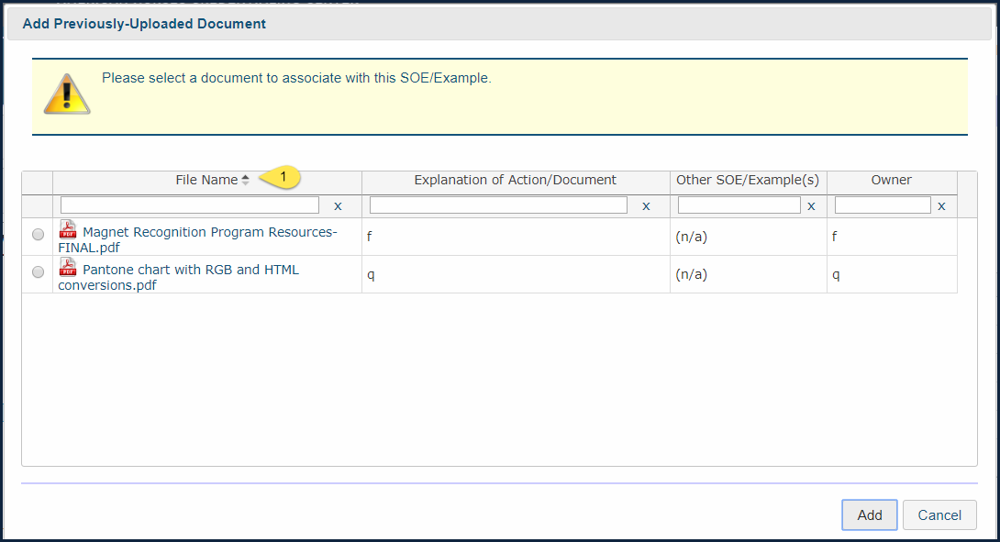 Add Previously-Uploaded Document
Please select a document to associate with this SOE/Example.
File Name 1 Explanation of Action/Document Other SOE/Example(s) Owner
x x x x
Magnet Recognition Program Resources-
FINAL.pdf
f (n/a) f
Pantone chart with RGB and HTML
conversions.pdf
q (n/a) q
Add Cancel